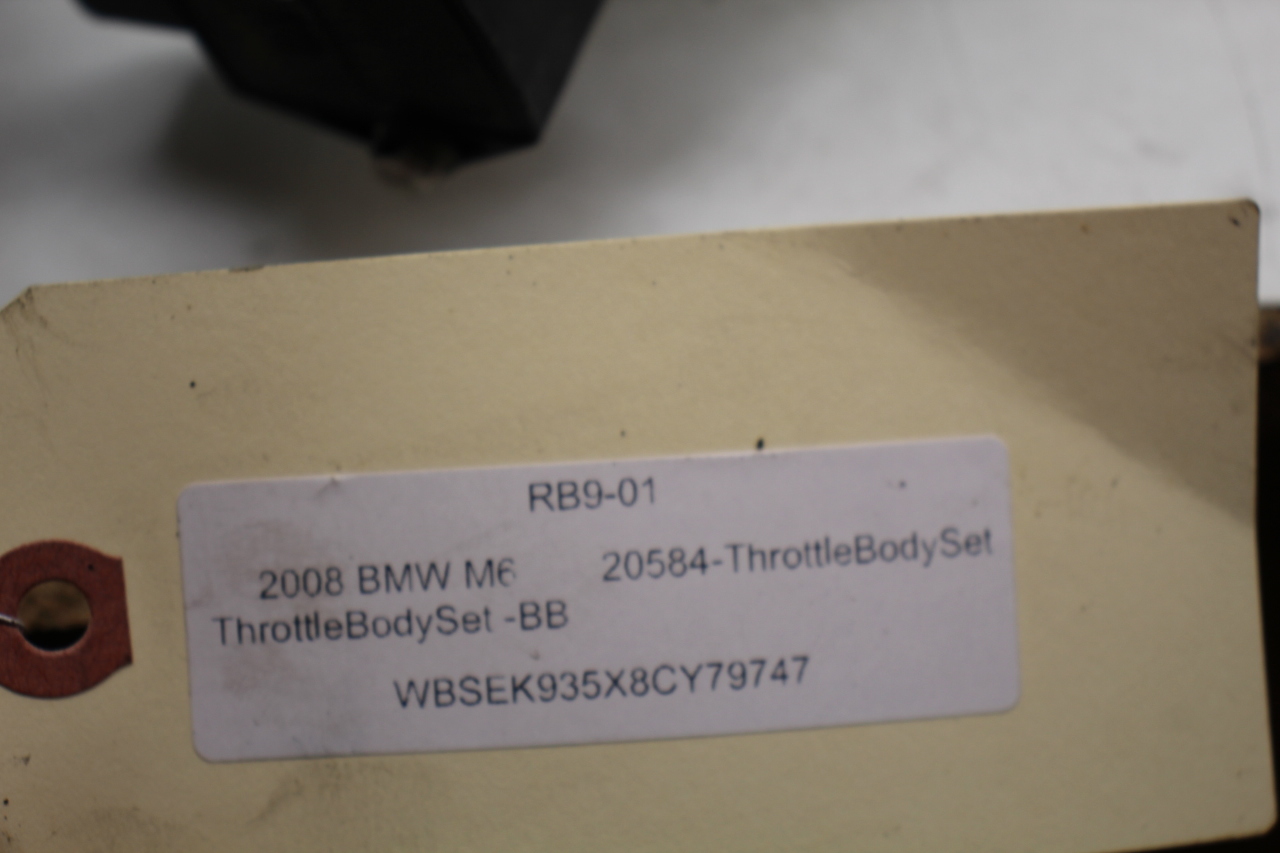 RB9-01
2008 BMW M6 20584-ThrottleBodySet
ThrottleBodySet -BB
WBSEK935X8CY79747